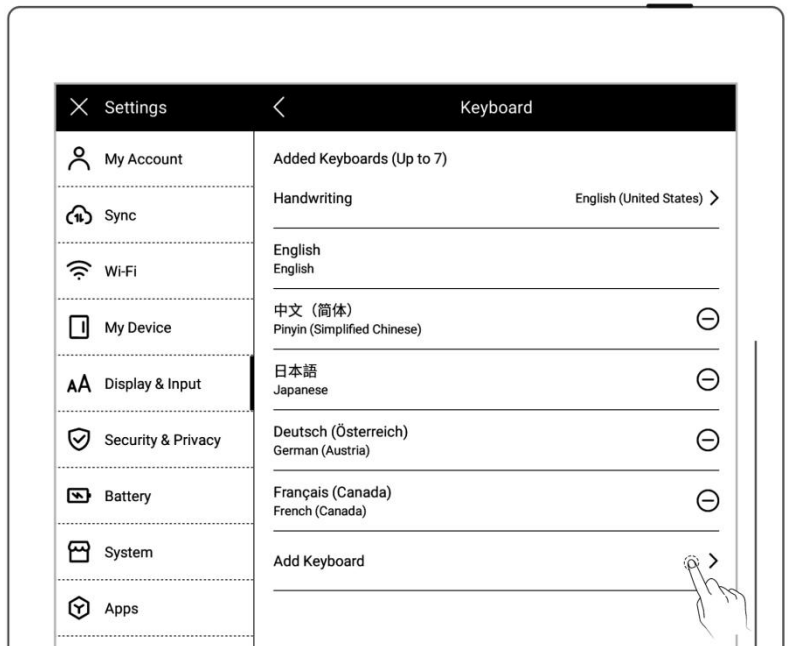 Settings
Keyboard
My Account
Sync
Wi-Fi
My Device
Display & Input
Security & Privacy
Battery
System
Apps
Added Keyboards (Up to 7)
Handwriting English (United States)
English
English
中文（简体）
Pinyin (Simplified Chinese)
日本語
Japanese
Deutsch (Österreich)
German (Austria)
Français (Canada)
French (Canada)
Add Keyboard